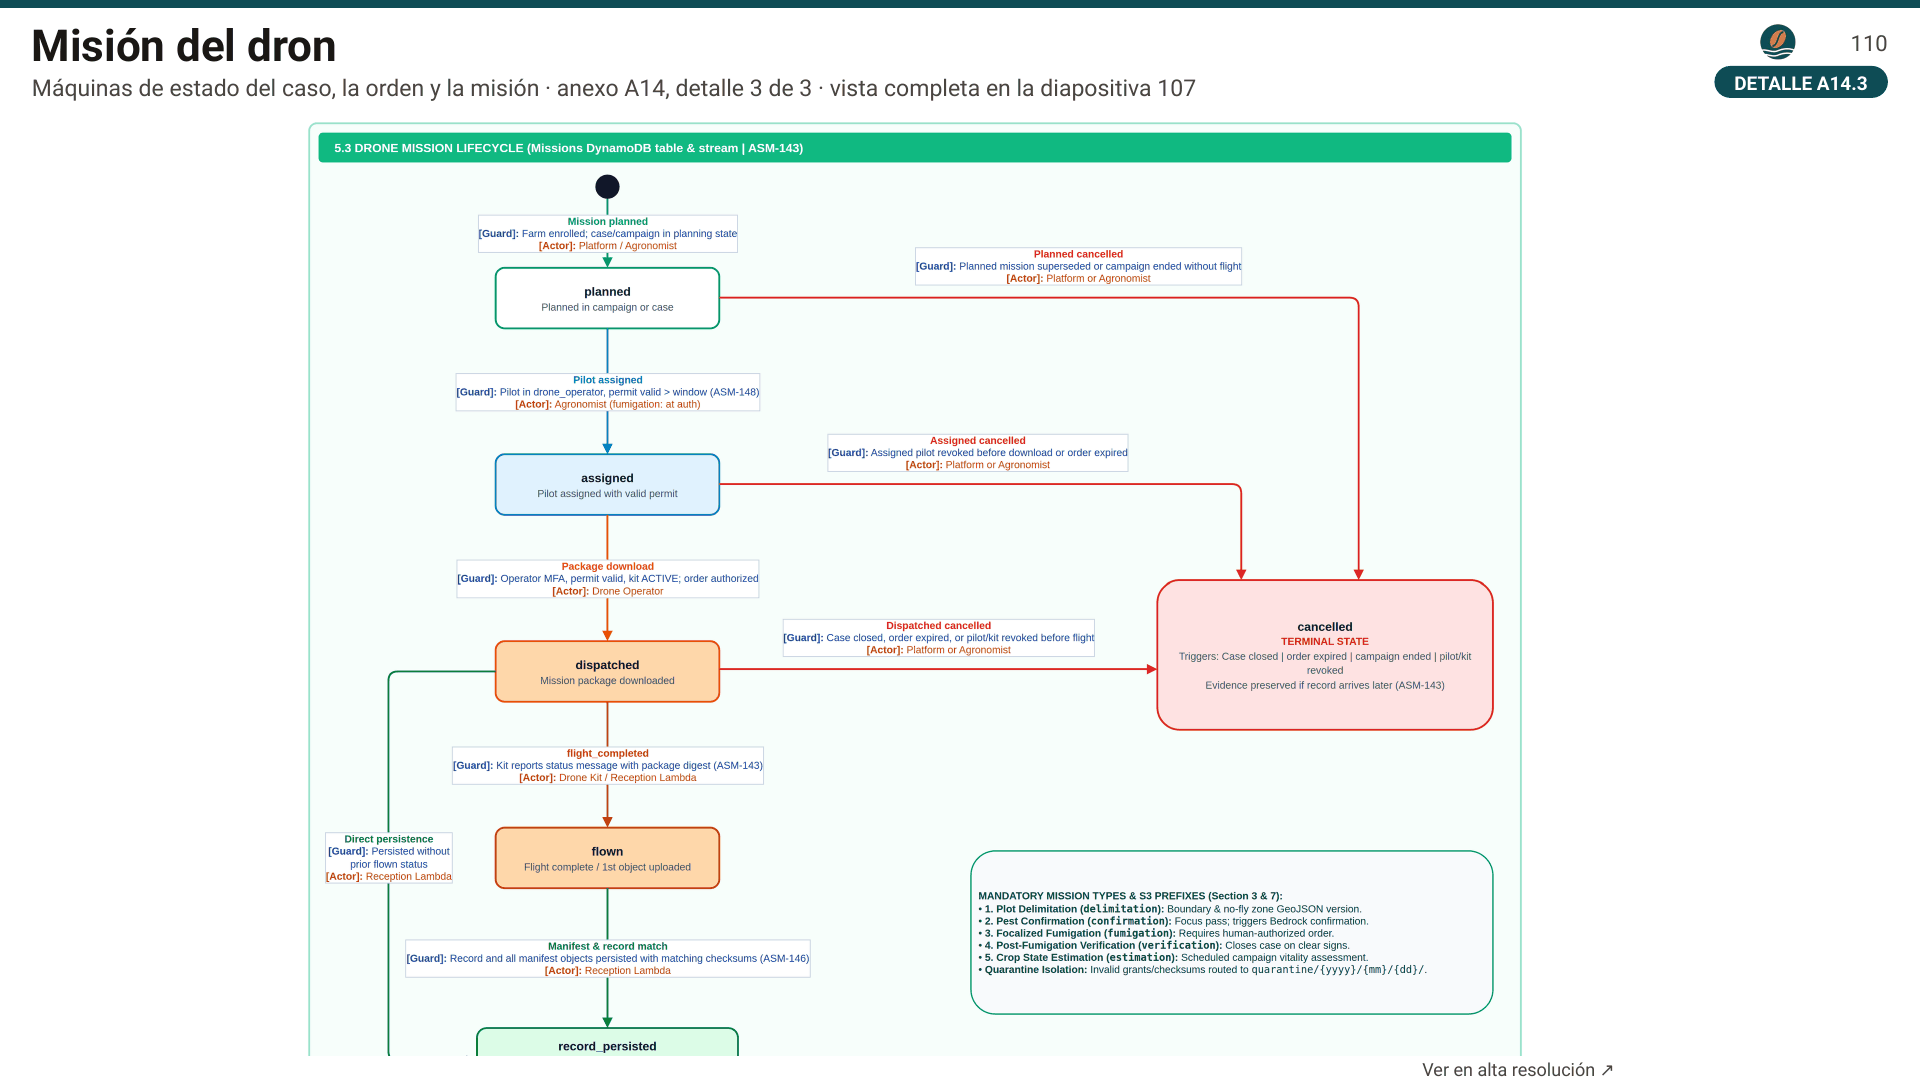 Misión del dron
110
Máquinas de estado del caso, la orden y la misión · anexo A14, detalle 3 de 3 · vista completa en la diapositiva 107
DETALLE A14.3
5.3 DRONE MISSION LIFECYCLE (Missions DynamoDB table & stream | ASM-143)
Mission planned
[Guard]: Farm enrolled; case/campaign in planning state
[Actor]: Platform / Agronomist
Planned cancelled
[Guard]: Planned mission superseded or campaign ended without flight
[Actor]: Platform or Agronomist
planned
Planned in campaign or case
Pilot assigned
[Guard]: Pilot in drone_operator, permit valid > window (ASM-148)
[Actor]: Agronomist (fumigation: at auth)
Assigned cancelled
[Guard]: Assigned pilot revoked before download or order expired
[Actor]: Platform or Agronomist
assigned
Pilot assigned with valid permit
Package download
[Guard]: Operator MFA, permit valid, kit ACTIVE; order authorized
[Actor]: Drone Operator
Dispatched cancelled
[Guard]: Case closed, order expired, or pilot/kit revoked before flight
[Actor]: Platform or Agronomist
cancelled
TERMINAL STATE
Triggers: Case closed | order expired | campaign ended | pilot/kit
revoked
Evidence preserved if record arrives later (ASM-143)
dispatched
Mission package downloaded
flight_completed
[Guard]: Kit reports status message with package digest (ASM-143)
[Actor]: Drone Kit / Reception Lambda
Direct persistence
[Guard]: Persisted without
prior flown status
[Actor]: Reception Lambda
flown
Flight complete / 1st object uploaded
MANDATORY MISSION TYPES & S3 PREFIXES (Section 3 & 7):
• 1. Plot Delimitation (delimitation): Boundary & no-fly zone GeoJSON version.
• 2. Pest Confirmation (confirmation): Focus pass; triggers Bedrock confirmation.
• 3. Focalized Fumigation (fumigation): Requires human-authorized order.
• 4. Post-Fumigation Verification (verification): Closes case on clear signs.
• 5. Crop State Estimation (estimation): Scheduled campaign vitality assessment.
• Quarantine Isolation: Invalid grants/checksums routed to quarantine/{yyyy}/{mm}/{dd}/.
Manifest & record match
[Guard]: Record and all manifest objects persisted with matching checksums (ASM-146)
[Actor]: Reception Lambda
record_persisted
Ver en alta resolución ↗